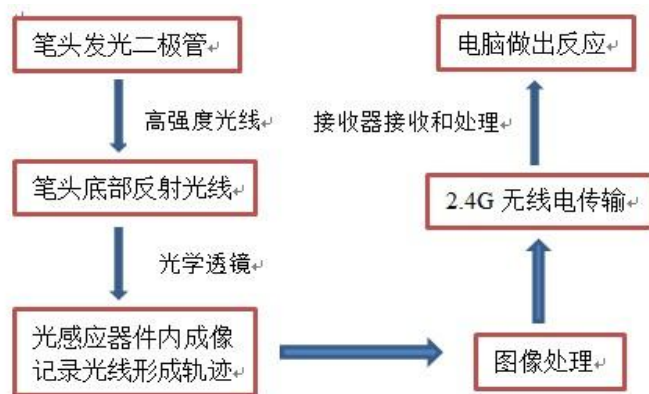 笔头发光二极管
高强度光线
笔头底部反射光线
光学透镜
光感应器件内成像
记录光线形成轨迹
图像处理
2.4G 无线电传输
接收器接收和处理
电脑做出反应